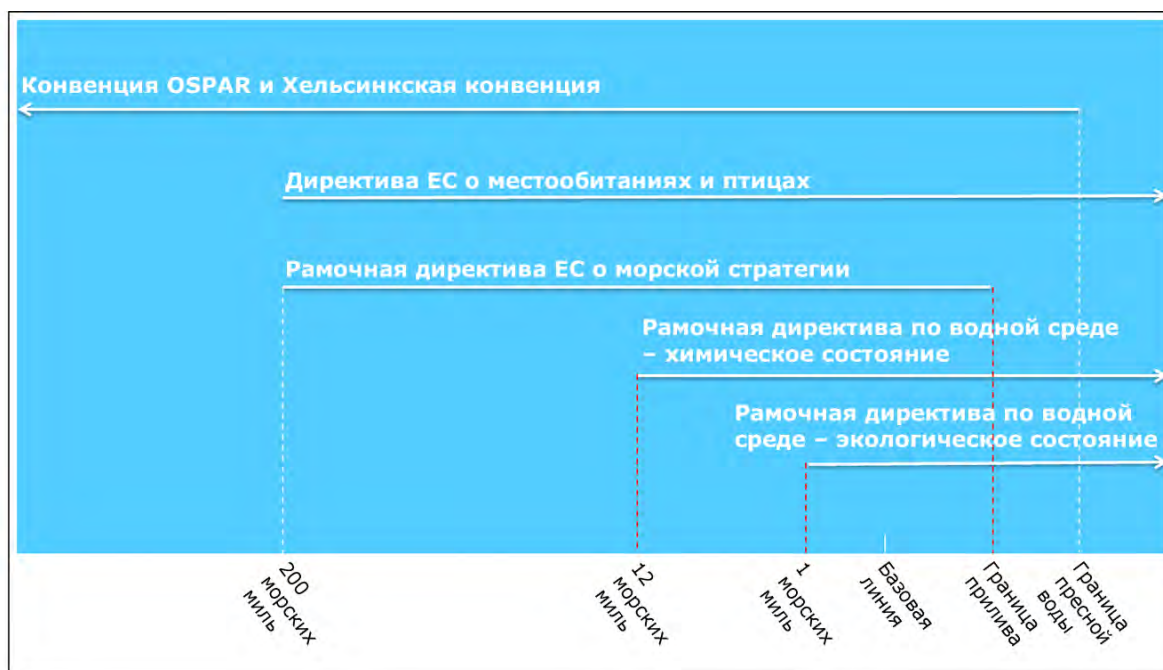 Конвенция OSPAR и Хельсинкская конвенция
Директива ЕС о местообитаниях и птицах
Рамочная директива ЕС о морской стратегии
Рамочная директива по водной среде
– химическое состояние
Рамочная директива по водной
среде – экологическое состояние
200
морских
миль
12
морских
миль
1
морских
миль
Базовая
линия
Граница
прилива
Граница
пресной
воды